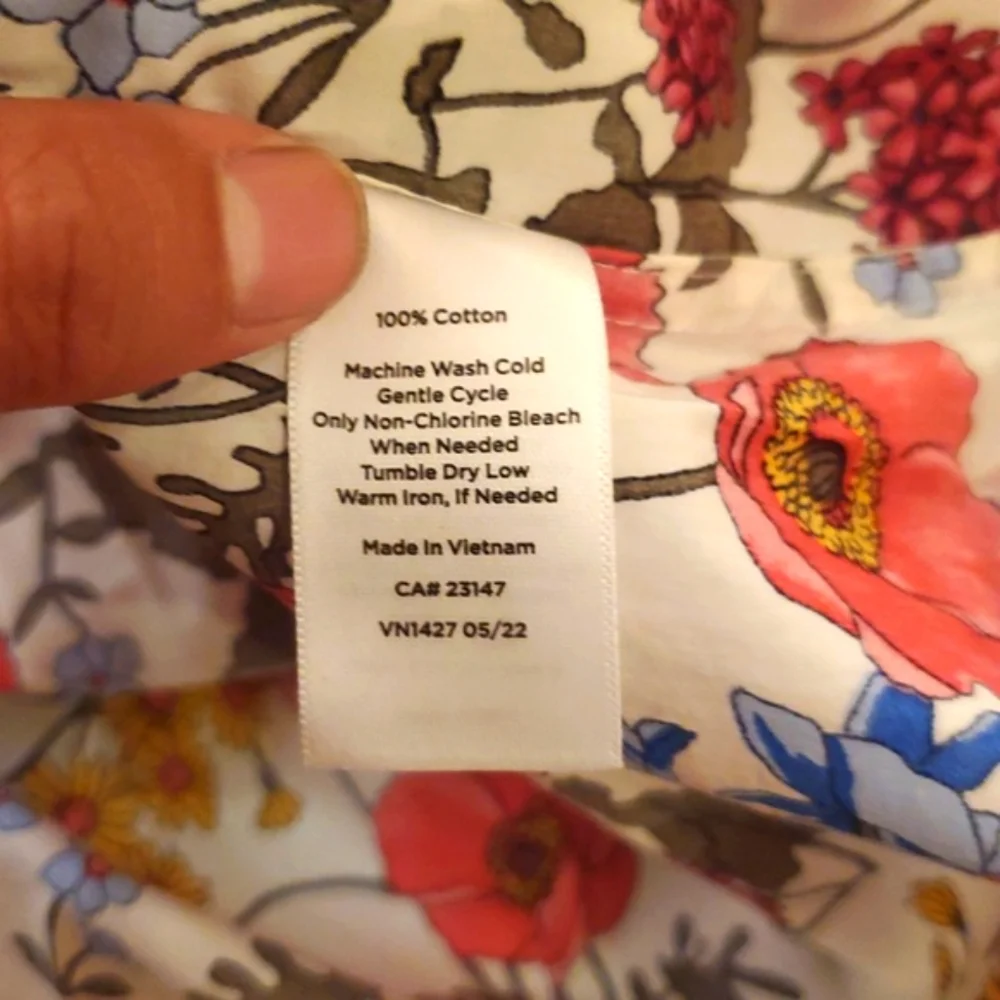 100% Cotton
Machine Wash Cold
Gentle Cycle
Only Non-Chlorine Bleach
When Needed
Tumble Dry Low
Warm Iron, If Needed
Made In Vietnam
CA# 23147
VN1427 05/22